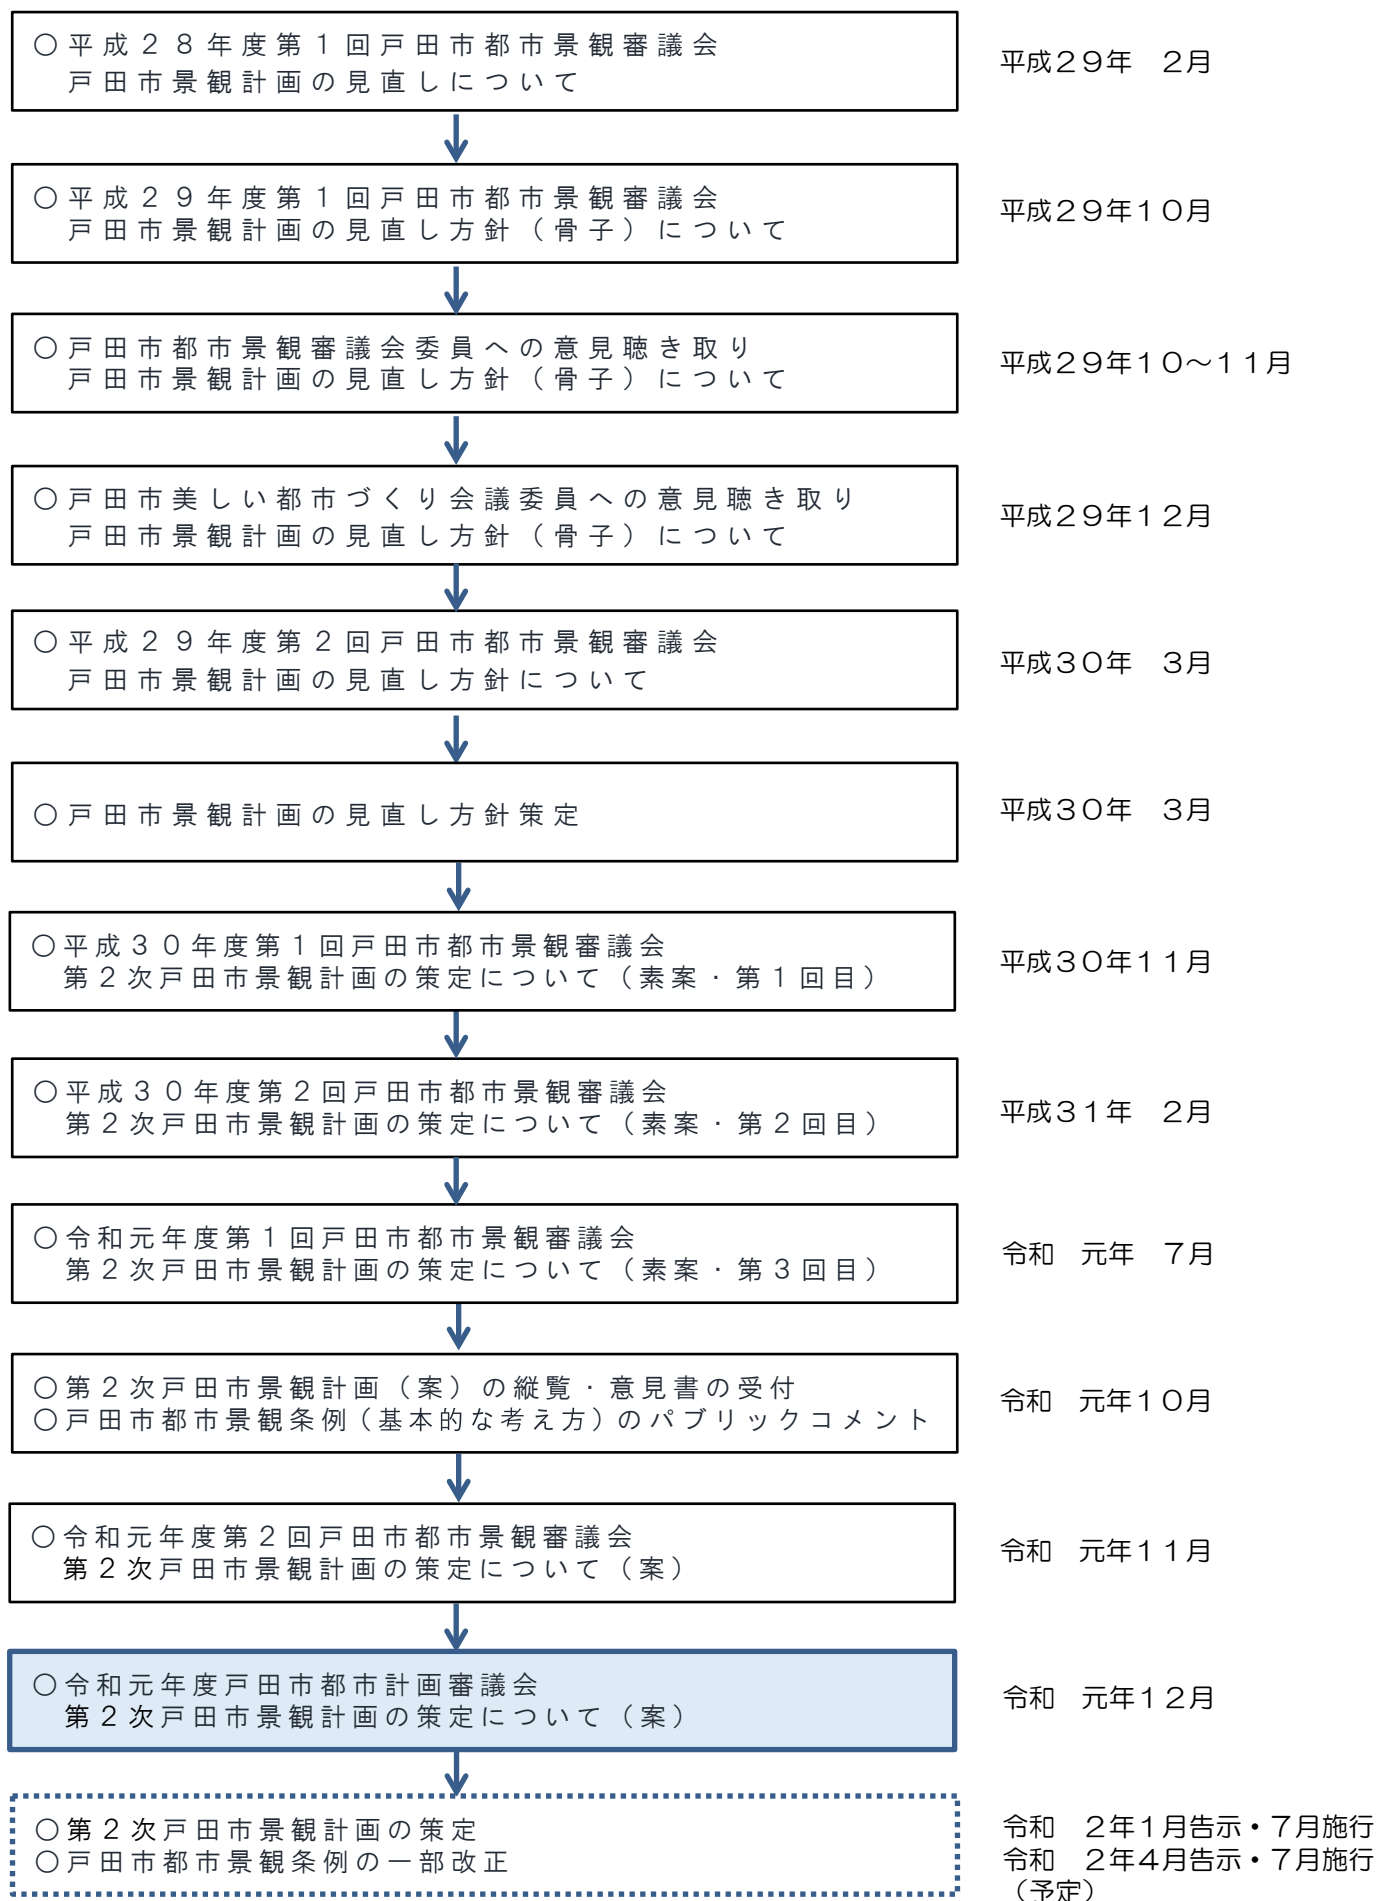 ○平成２８年度第１回戸田市都市景観審議会
戸田市景観計画の見直しについて
平成２９年　２月
○平成２９年度第１回戸田市都市景観審議会
戸田市景観計画の見直し方針（骨子）について
平成２９年１０月
○戸田市都市景観審議会委員への意見聴き取り
戸田市景観計画の見直し方針（骨子）について
平成２９年１０～１１月
○戸田市美しい都市づくり会議委員への意見聴き取り
戸田市景観計画の見直し方針（骨子）について
平成２９年１２月
○平成２９年度第２回戸田市都市景観審議会
戸田市景観計画の見直し方針について
平成３０年　３月
○戸田市景観計画の見直し方針策定
平成３０年　３月
○平成３０年度第１回戸田市都市景観審議会
第２次戸田市景観計画の策定について（素案・第１回目）
平成３０年１１月
○平成３０年度第２回戸田市都市景観審議会
第２次戸田市景観計画の策定について（素案・第２回目）
平成３１年　２月
○令和元年度第１回戸田市都市景観審議会
第２次戸田市景観計画の策定について（素案・第３回目）
令和　元年　７月
○第２次戸田市景観計画（案）の縦覧・意見書の受付
○戸田市都市景観条例（基本的な考え方）のパブリックコメント
令和　元年１０月
○令和元年度第２回戸田市都市景観審議会
第２次戸田市景観計画の策定について（案）
令和　元年１１月
○令和元年度戸田市都市計画審議会
第２次戸田市景観計画の策定について（案）
令和　元年１２月
○第２次戸田市景観計画の策定
○戸田市都市景観条例の一部改正
令和　２年１月告示・７月施行
令和　２年４月告示・７月施行
（予定）